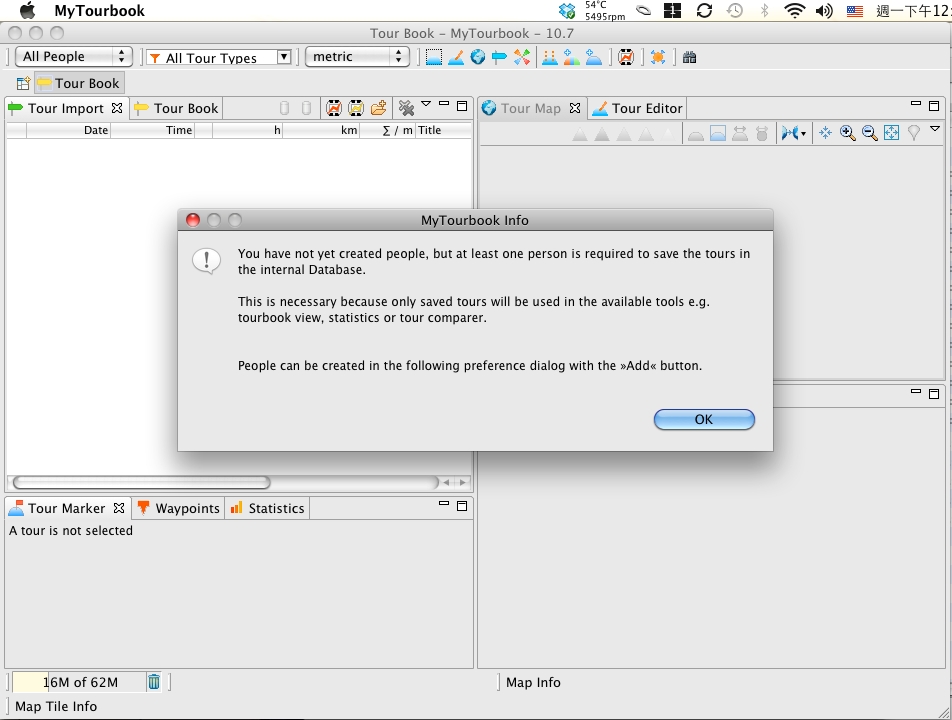 MyTourbook
54°C
5495rpm
週一下午12:
Tour Book – MyTourbook – 10.7
All People
All Tour Types
metric
Tour Book
Tour Import
Tour Book
Tour Map
Tour Editor
Date Time h km Σ / m Title
MyTourbook Info
You have not yet created people, but at least one person is required to save the tours in
the internal Database.
This is necessary because only saved tours will be used in the available tools e.g.
tourbook view, statistics or tour comparer.
People can be created in the following preference dialog with the »Add« button.
OK
Tour Marker
Waypoints
Statistics
A tour is not selected
16M of 62M
Map Info
Map Tile Info